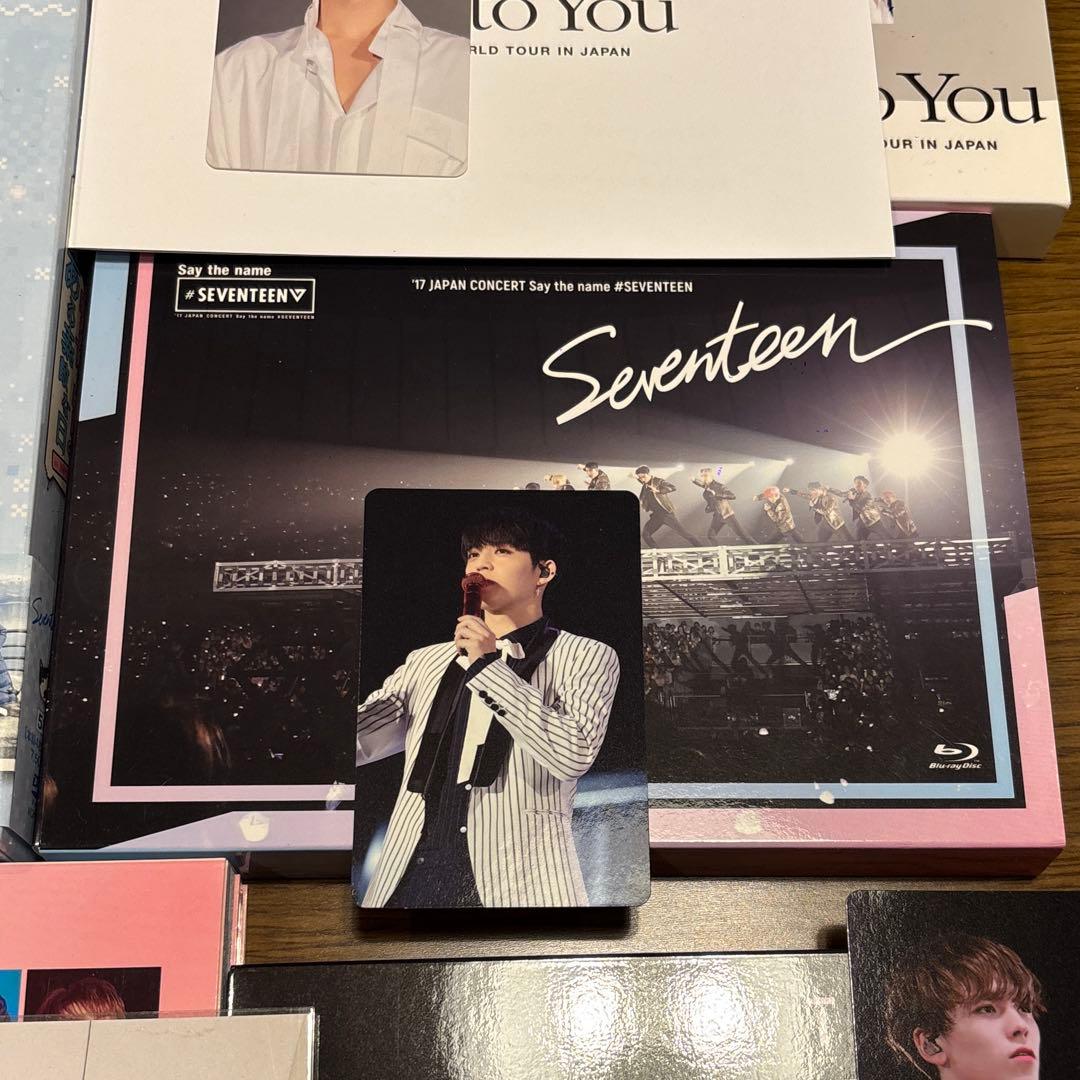 to You
RLD TOUR IN JAPAN
o You
OUR IN JAPAN
Say the name
# SEVENTEEN
'17 JAPAN CONCERT Say the name #SEVENTEEN
'17 JAPAN CONCERT Say the name #SEVENTEEN
Seventeen
Blu-ray Disc